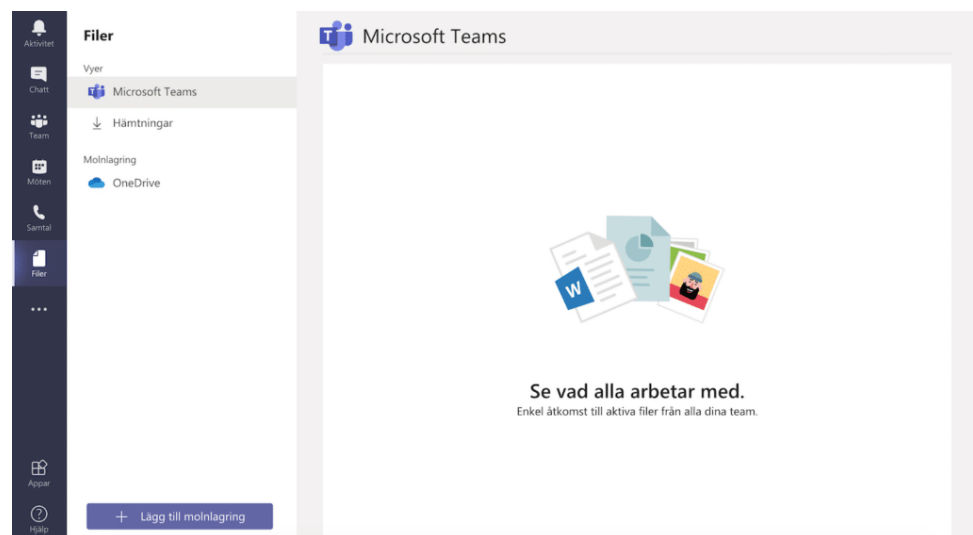 Aktivitet
Chatt
Team
Möten
Samtal
Filer
Appar
Hjälp
Filer
Vyer
Microsoft Teams
Hämtningar
Molnlagring
OneDrive
+ Lägg till molnlagring
Microsoft Teams
W
Se vad alla arbetar med.
Enkel åtkomst till aktiva filer från alla dina team.